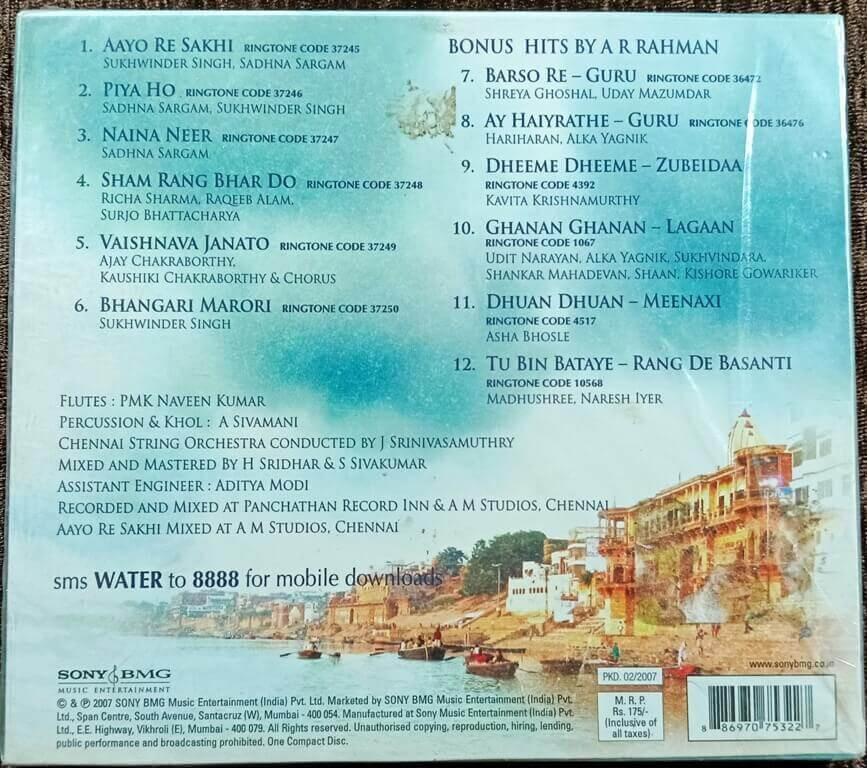 1. AAYO RE SAKHI RINGTONE CODE 37245
SUKHWINDER SINGH, SADHNA SARGAM
2. PIYA HO RINGTONE CODE 37246
SADHNA SARGAM, SUKHWINDER SINGH
3. NAINA NEER RINGTONE CODE 37247
SADHNA SARGAM
4. SHAM RANG BHAR DO RINGTONE CODE 37248
RICHA SHARMA, RAQEEB ALAM,
SURJO BHATTACHARYA
5. VAISHNAVA JANATO RINGTONE CODE 37249
AJAY CHAKRABORTHY,
KAUSHIKI CHAKRABORTHY & CHORUS
6. BHANGARI MARORI RINGTONE CODE 37250
SUKHWINDER SINGH
BONUS HITS BY A R RAHMAN
7. BARSO RE – GURU RINGTONE CODE 36472
SHREYA GHOSHAL, UDAY MAZUMDAR
8. AY HAIYRATHE – GURU RINGTONE CODE 36476
HARIHARAN, ALKA YAGNIK
9. DHEEME DHEEME – ZUBEIDAA
RINGTONE CODE 4392
KAVITA KRISHNAMURTHY
10. GHANAN GHANAN – LAGAAN
RINGTONE CODE 1067
UDIT NARAYAN, ALKA YAGNIK, SUKHVINDARA,
SHANKAR MAHADEVAN, SHAAN, KISHORE GOWARIKER
11. DHUAN DHUAN – MEENAXI
RINGTONE CODE 4517
ASHA BHOSLE
12. TU BIN BATAYE – RANG DE BASANTI
RINGTONE CODE 10568
MADHUSHREE, NARESH IYER
FLUTES : PMK NAVEEN KUMAR
PERCUSSION & KHOL : A SIVAMANI
CHENNAI STRING ORCHESTRA CONDUCTED BY J SRINIVASAMUTHRY
MIXED AND MASTERED BY H SRIDHAR & S SIVAKUMAR
ASSISTANT ENGINEER : ADITYA MODI
RECORDED AND MIXED AT PANCHATHAN RECORD INN & A M STUDIOS, CHENNAI
AAYO RE SAKHI MIXED AT A M STUDIOS, CHENNAI
sms WATER to 8888 for mobile downloads
SONY BMG
MUSIC ENTERTAINMENT
© & ℗ 2007 SONY BMG Music Entertainment (India) Pvt. Ltd. Marketed by SONY BMG Music Entertainment (India) Pvt.
Ltd., Span Centre, South Avenue, Santacruz (W), Mumbai - 400 054. Manufactured at Sony Music Entertainment (India) Pvt.
Ltd., E.E. Highway, Vikhroli (E), Mumbai - 400 079. All Rights reserved. Unauthorised copying, reproduction, hiring, lending,
public performance and broadcasting prohibited. One Compact Disc.
PKD. 02/2007
M. R. P.
Rs. 175/-
(Inclusive of
all taxes)
www.sonybmg.co.in
8 86970 75322 7